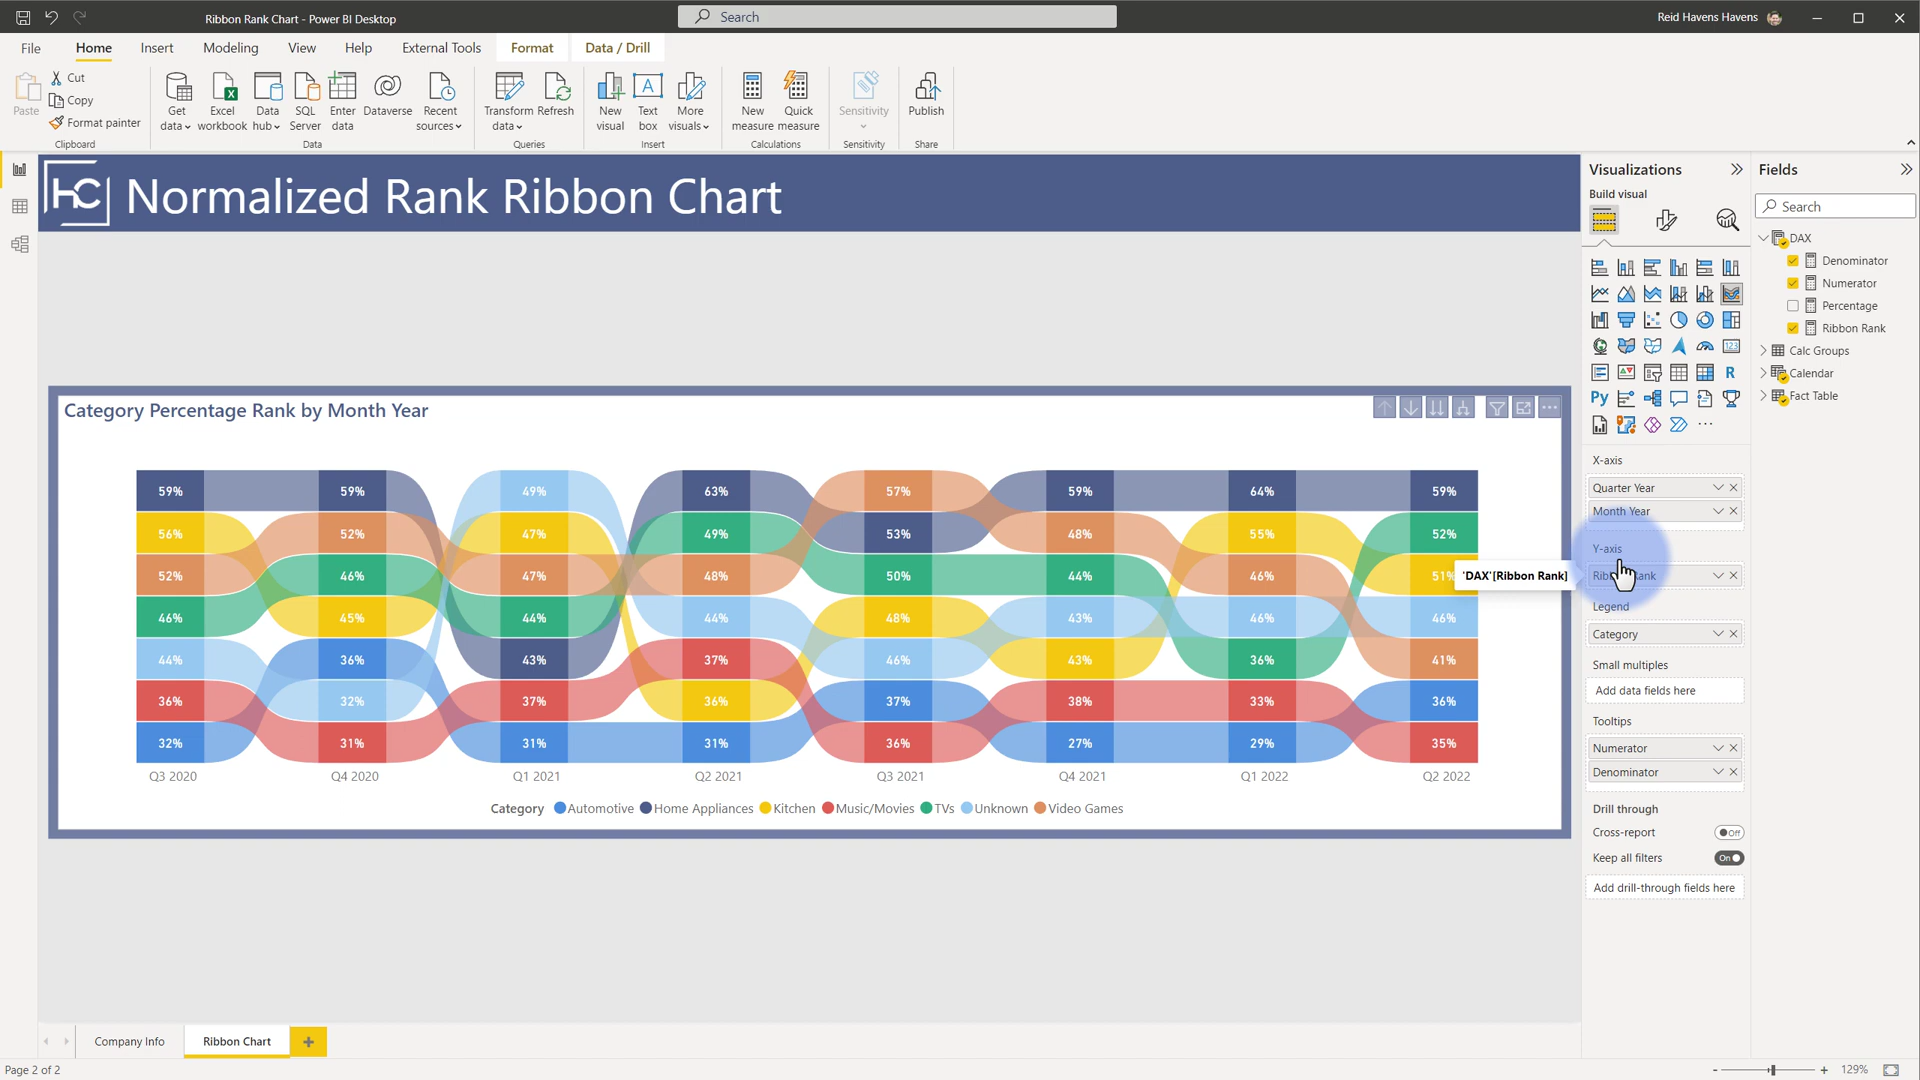 Ribbon Rank Chart - Power BI Desktop
Search
Reid Havens Havens
File
Home
Insert
Modeling
View
Help
External Tools
Format
Data / Drill
Paste
Cut
Copy
Format painter
Clipboard
Get data
Excel workbook
Data hub
SQL Server
Enter data
Dataverse
Recent sources
Data
Transform data
Refresh
Queries
New visual
Text box
More visuals
Insert
New measure
Quick measure
Calculations
Sensitivity
Sensitivity
Publish
Share
HC
Normalized Rank Ribbon Chart
Category Percentage Rank by Month Year
59% 59% 49% 63% 57% 59% 64% 59%
56% 52% 47% 49% 53% 48% 55% 52%
52% 46% 47% 48% 50% 44% 46% 51%
46% 45% 44% 44% 48% 43% 46% 46%
44% 36% 43% 37% 46% 43% 36% 41%
36% 32% 37% 36% 37% 38% 33% 36%
32% 31% 31% 31% 36% 27% 29% 35%
Q3 2020 Q4 2020 Q1 2021 Q2 2021 Q3 2021 Q4 2021 Q1 2022 Q2 2022
Category Automotive Home Appliances Kitchen Music/Movies TVs Unknown Video Games
'DAX'[Ribbon Rank]
Visualizations
Build visual
123
R
Py
X-axis
Quarter Year
Month Year
Y-axis
Ribbon Rank
Legend
Category
Small multiples
Add data fields here
Tooltips
Numerator
Denominator
Drill through
Cross-report
Off
Keep all filters
On
Add drill-through fields here
Fields
Search
DAX
Denominator
Numerator
Percentage
Ribbon Rank
Calc Groups
Calendar
Fact Table
Company Info
Ribbon Chart
Page 2 of 2
129%